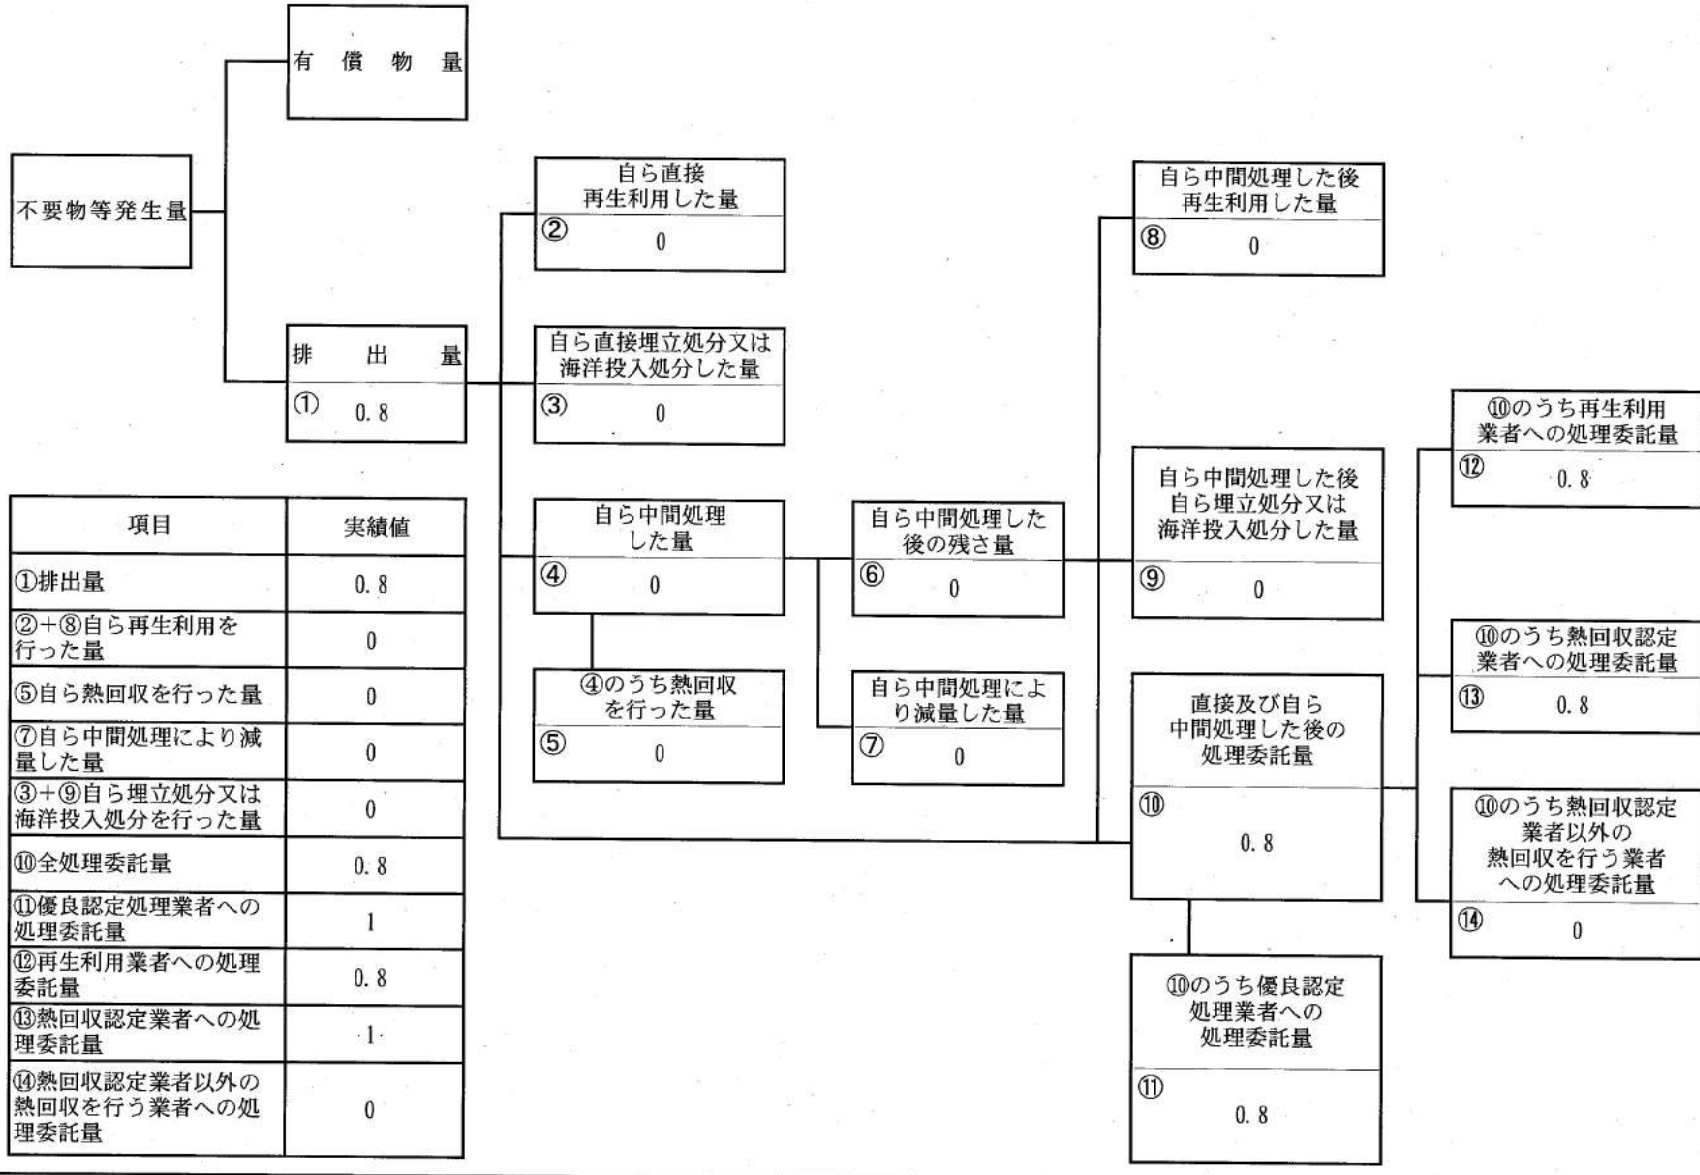 有償物量
不要物等発生量
排出量
① 0.8
自ら直接
再生利用した量
② 0
自ら直接埋立処分又は
海洋投入処分した量
③ 0
自ら中間処理
した量
④ 0
④のうち熱回収
を行った量
⑤ 0
自ら中間処理した
後の残さ量
⑥ 0
自ら中間処理によ
り減量した量
⑦ 0
自ら中間処理した後
再生利用した量
⑧ 0
自ら中間処理した後
自ら埋立処分又は
海洋投入処分した量
⑨ 0
直接及び自ら
中間処理した後の
処理委託量
⑩
0.8
⑩のうち優良認定
処理業者への
処理委託量
⑪
0.8
⑩のうち再生利用
業者への処理委託量
⑫ 0.8
⑩のうち熱回収認定
業者への処理委託量
⑬ 0.8
⑩のうち熱回収認定
業者以外の
熱回収を行う業者
への処理委託量
⑭ 0
項目 実績値
①排出量 0.8
②+⑧自ら再生利用を
行った量 0
⑤自ら熱回収を行った量 0
⑦自ら中間処理により減
量した量 0
③+⑨自ら埋立処分又は
海洋投入処分を行った量 0
⑩全処理委託量 0.8
⑪優良認定処理業者への
処理委託量 1
⑫再生利用業者への処理
委託量 0.8
⑬熱回収認定業者への処
理委託量 1
⑭熱回収認定業者以外の
熱回収を行う業者への処
理委託量 0